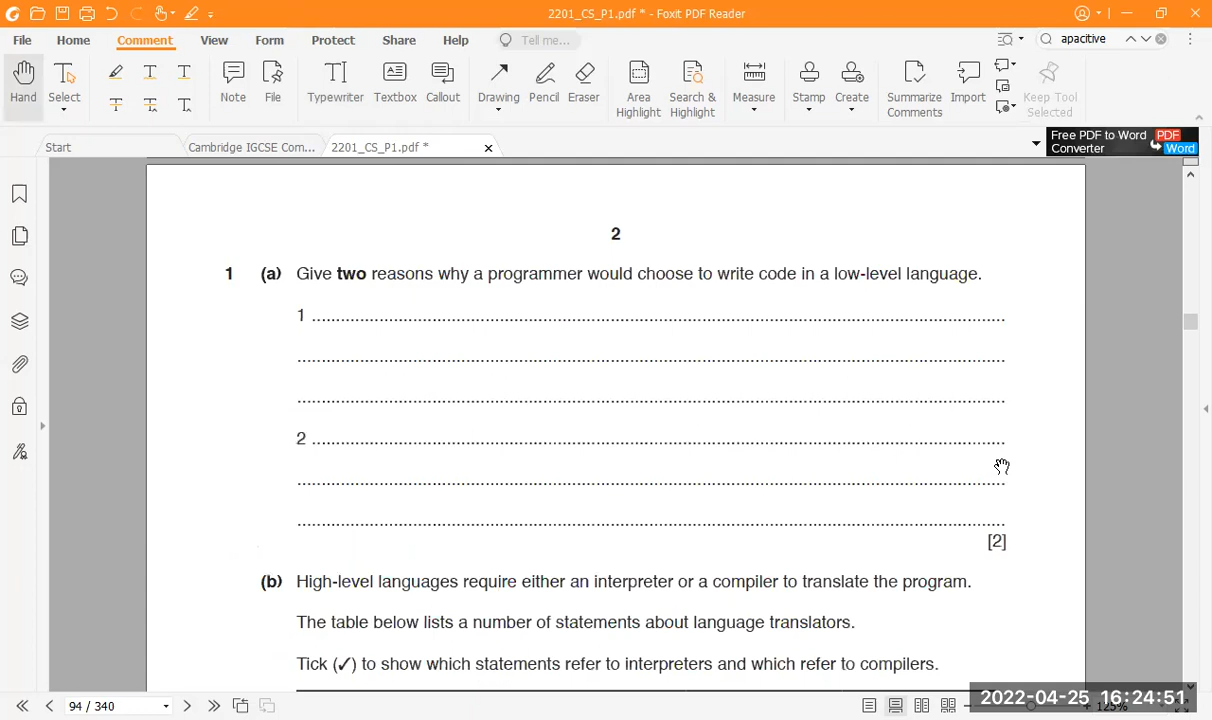 2201_CS_P1.pdf * - Foxit PDF Reader
File Home Comment View Form Protect Share Help Tell me... apacitive
Hand Select Note File Typewriter Textbox Callout Drawing Pencil Eraser Area Highlight Search & Highlight Measure Stamp Create Summarize Comments Import Keep Tool Selected
Start Cambridge IGCSE Com... 2201_CS_P1.pdf *
Free PDF to Word Converter PDF Word
2
1 (a) Give two reasons why a programmer would choose to write code in a low-level language.
1 ....................................................................................
....................................................................................
....................................................................................
2 ....................................................................................
....................................................................................
....................................................................................
[2]
(b) High-level languages require either an interpreter or a compiler to translate the program.
The table below lists a number of statements about language translators.
Tick (✓) to show which statements refer to interpreters and which refer to compilers.
94 / 340
2022-04-25 16:24:51
125%